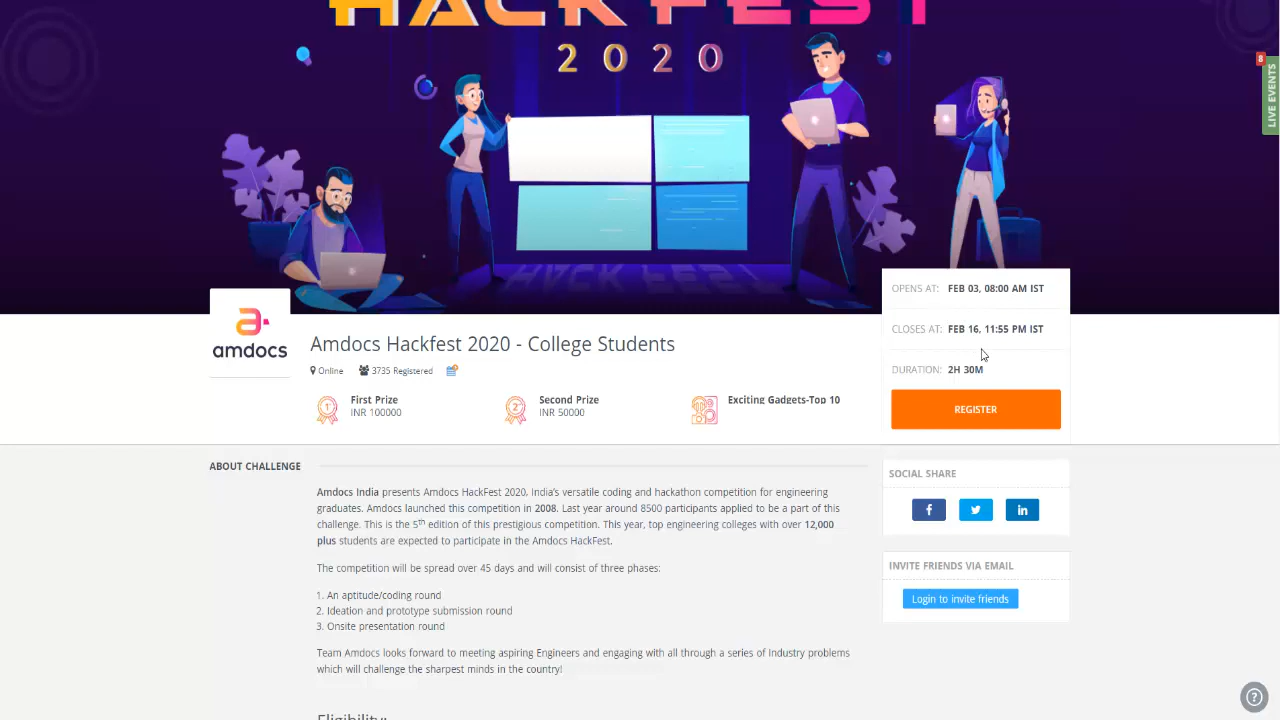 HACKFEST
2020
8
LIVE EVENTS
OPENS AT: FEB 03, 08:00 AM IST
CLOSES AT: FEB 16, 11:55 PM IST
DURATION: 2H 30M
REGISTER
amdocs
Amdocs Hackfest 2020 - College Students
Online 3735 Registered
First Prize
INR 100000
Second Prize
INR 50000
Exciting Gadgets-Top 10
ABOUT CHALLENGE
Amdocs India presents Amdocs HackFest 2020, India's versatile coding and hackathon competition for engineering
graduates. Amdocs launched this competition in 2008. Last year around 8500 participants applied to be a part of this
challenge. This is the 5th edition of this prestigious competition. This year, top engineering colleges with over 12,000
plus students are expected to participate in the Amdocs HackFest.
The competition will be spread over 45 days and will consist of three phases:
1. An aptitude/coding round
2. Ideation and prototype submission round
3. Onsite presentation round
Team Amdocs looks forward to meeting aspiring Engineers and engaging with all through a series of Industry problems
which will challenge the sharpest minds in the country!
Eligibility:
SOCIAL SHARE
INVITE FRIENDS VIA EMAIL
Login to invite friends